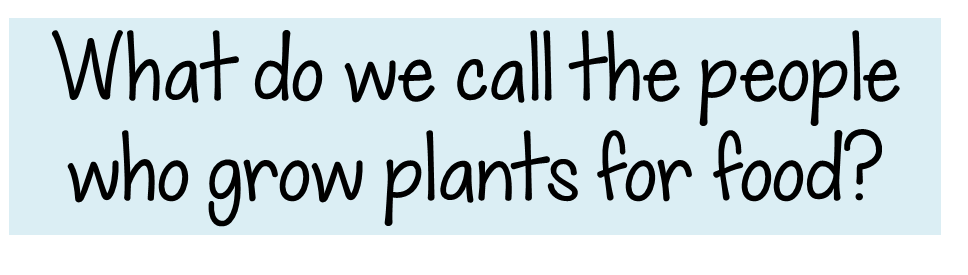 What do we call the people
who grow plants for food?